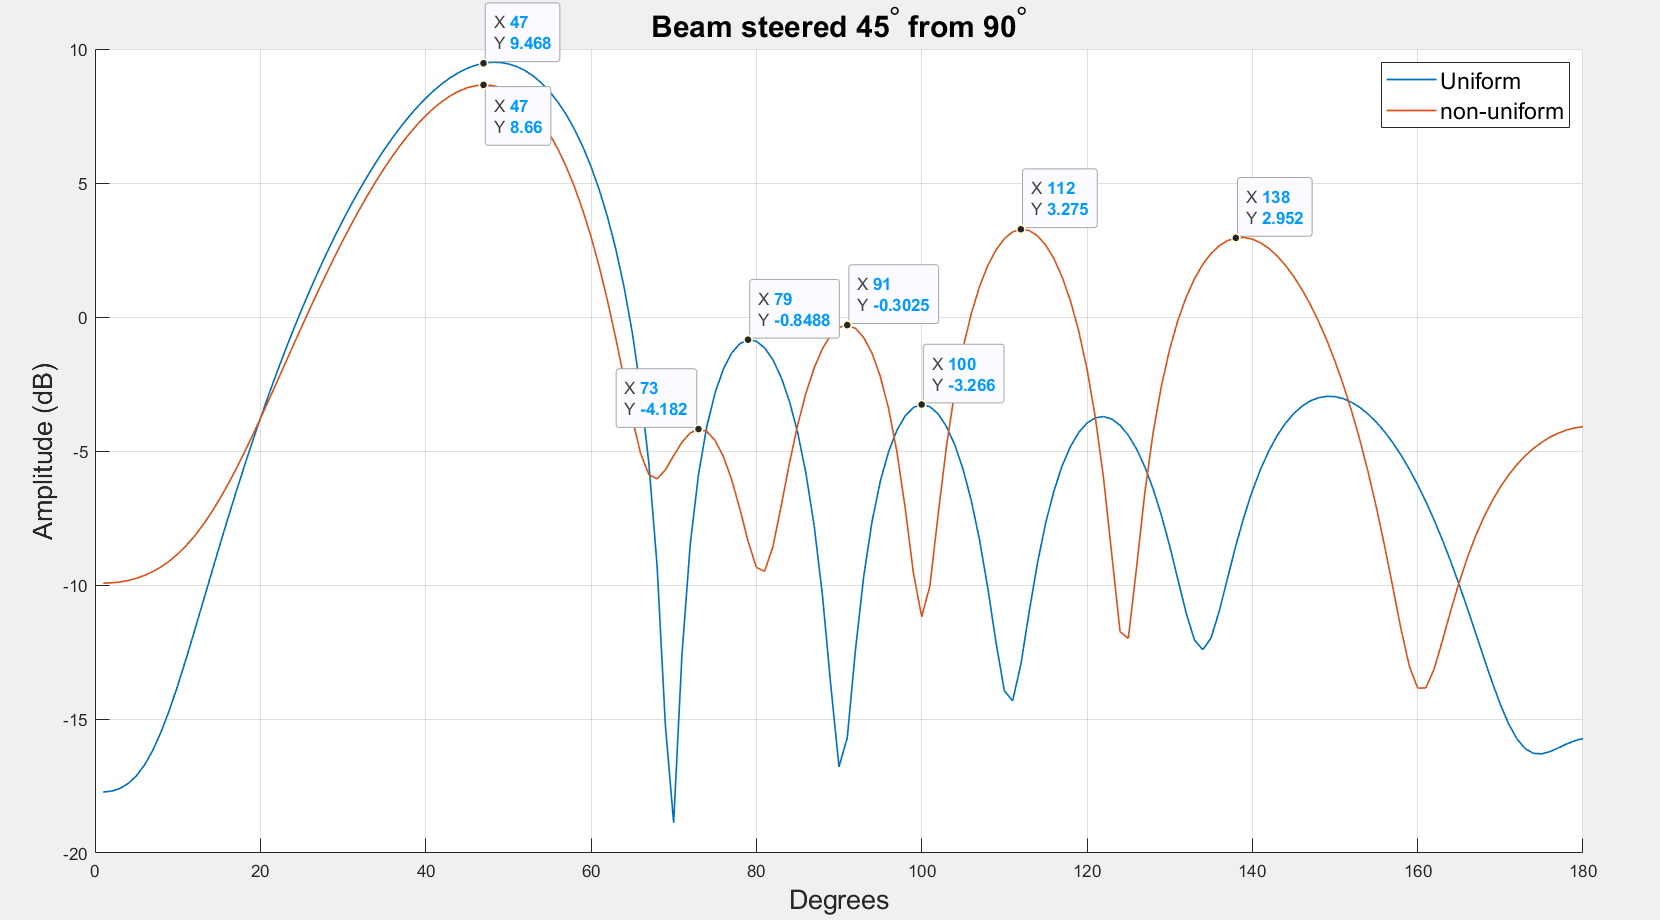 Beam steered 45° from 90°
X 47
Y 9.468
X 47
Y 8.66
Uniform
non-uniform
X 112
Y 3.275
X 138
Y 2.952
X 79
Y -0.8488
X 91
Y -0.3025
X 100
Y -3.266
X 73
Y -4.182
Amplitude (dB)
10
5
0
-5
-10
-15
-20
0
20
40
60
80
100
120
140
160
180
Degrees